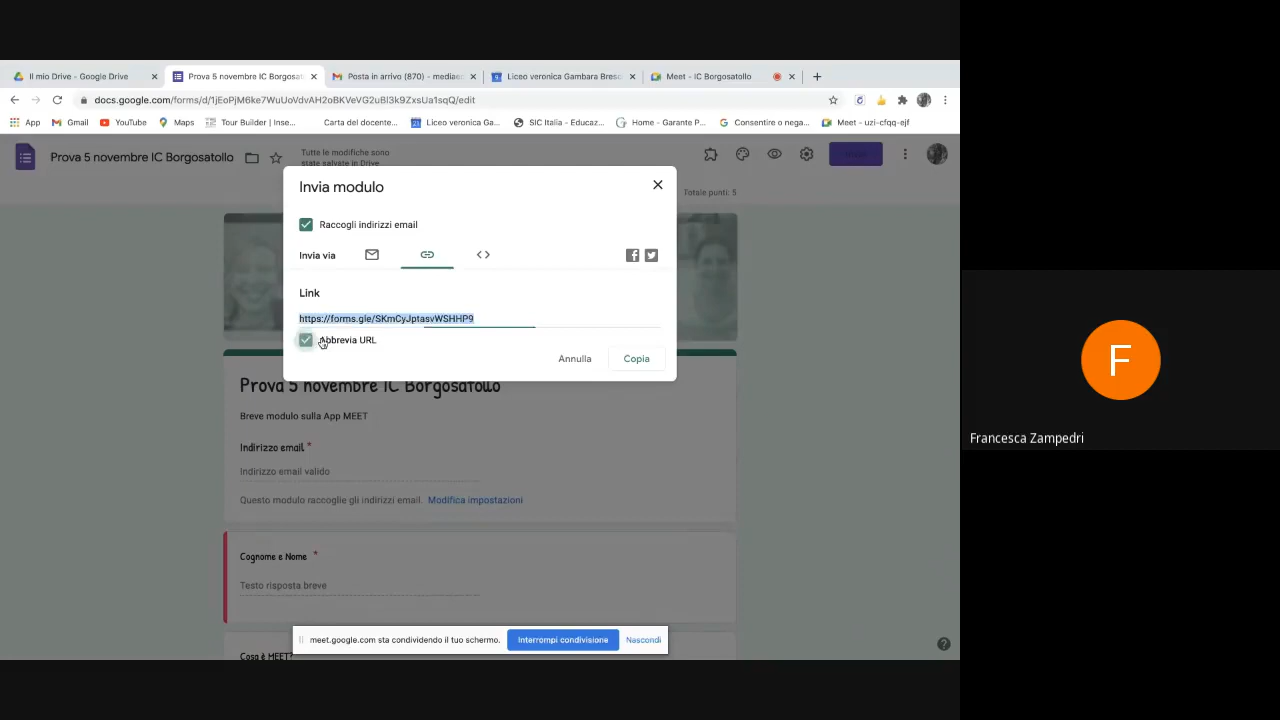 Il mio Drive - Google Drive
Prova 5 novembre IC Borgosat
Posta in arrivo (870) - mediae
Liceo veronica Gambara Bresc
Meet - IC Borgosatollo
docs.google.com/forms/d/1jEoPjM6ke7WuUoVdvAH2oBKVeVG2uBl3k9ZxsUa1sqQ/edit
App
Gmail
YouTube
Maps
Tour Builder | Inse...
Carta del docente...
Liceo veronica Ga...
SIC Italia - Educaz...
Home - Garante P...
Consentire o nega...
Meet - uzi-cfqq-ejf
Prova 5 novembre IC Borgosatollo
Tutte le modifiche sono
state salvate in Drive
Totale punti: 5
Invia modulo
Raccogli indirizzi email
Invia via
Link
https://forms.gle/SKmCyJptasvWSHHP9
Abbrevia URL
Annulla
Copia
Prova 5 novembre IC Borgosatollo
Breve modulo sulla App MEET
Indirizzo email *
Indirizzo email valido
Questo modulo raccoglie gli indirizzi email. Modifica impostazioni
Cognome e Nome *
Testo risposta breve
meet.google.com sta condividendo il tuo schermo.
Interrompi condivisione
Nascondi
Cosa è MEET?
F
Francesca Zampedri